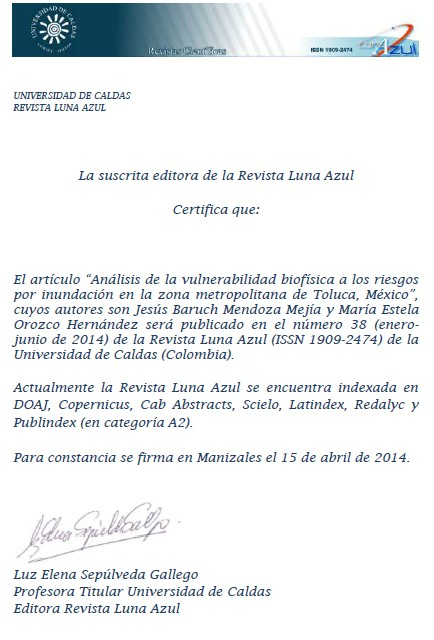 UNIVERSIDAD DE CALDAS
Revistas Científicas
ISSN 1909-2474
Luna Azul
UNIVERSIDAD DE CALDAS
REVISTA LUNA AZUL
La suscrita editora de la Revista Luna Azul
Certifica que:
El artículo “Análisis de la vulnerabilidad biofísica a los riesgos
por inundación en la zona metropolitana de Toluca, México”,
cuyos autores son Jesús Baruch Mendoza Mejía y María Estela
Orozco Hernández será publicado en el número 38 (enero-
junio de 2014) de la Revista Luna Azul (ISSN 1909-2474) de la
Universidad de Caldas (Colombia).
Actualmente la Revista Luna Azul se encuentra indexada en
DOAJ, Copernicus, Cab Abstracts, Scielo, Latindex, Redalyc y
Publindex (en categoría A2).
Para constancia se firma en Manizales el 15 de abril de 2014.
Luz Elena Sepúlveda Gallego
Profesora Titular Universidad de Caldas
Editora Revista Luna Azul